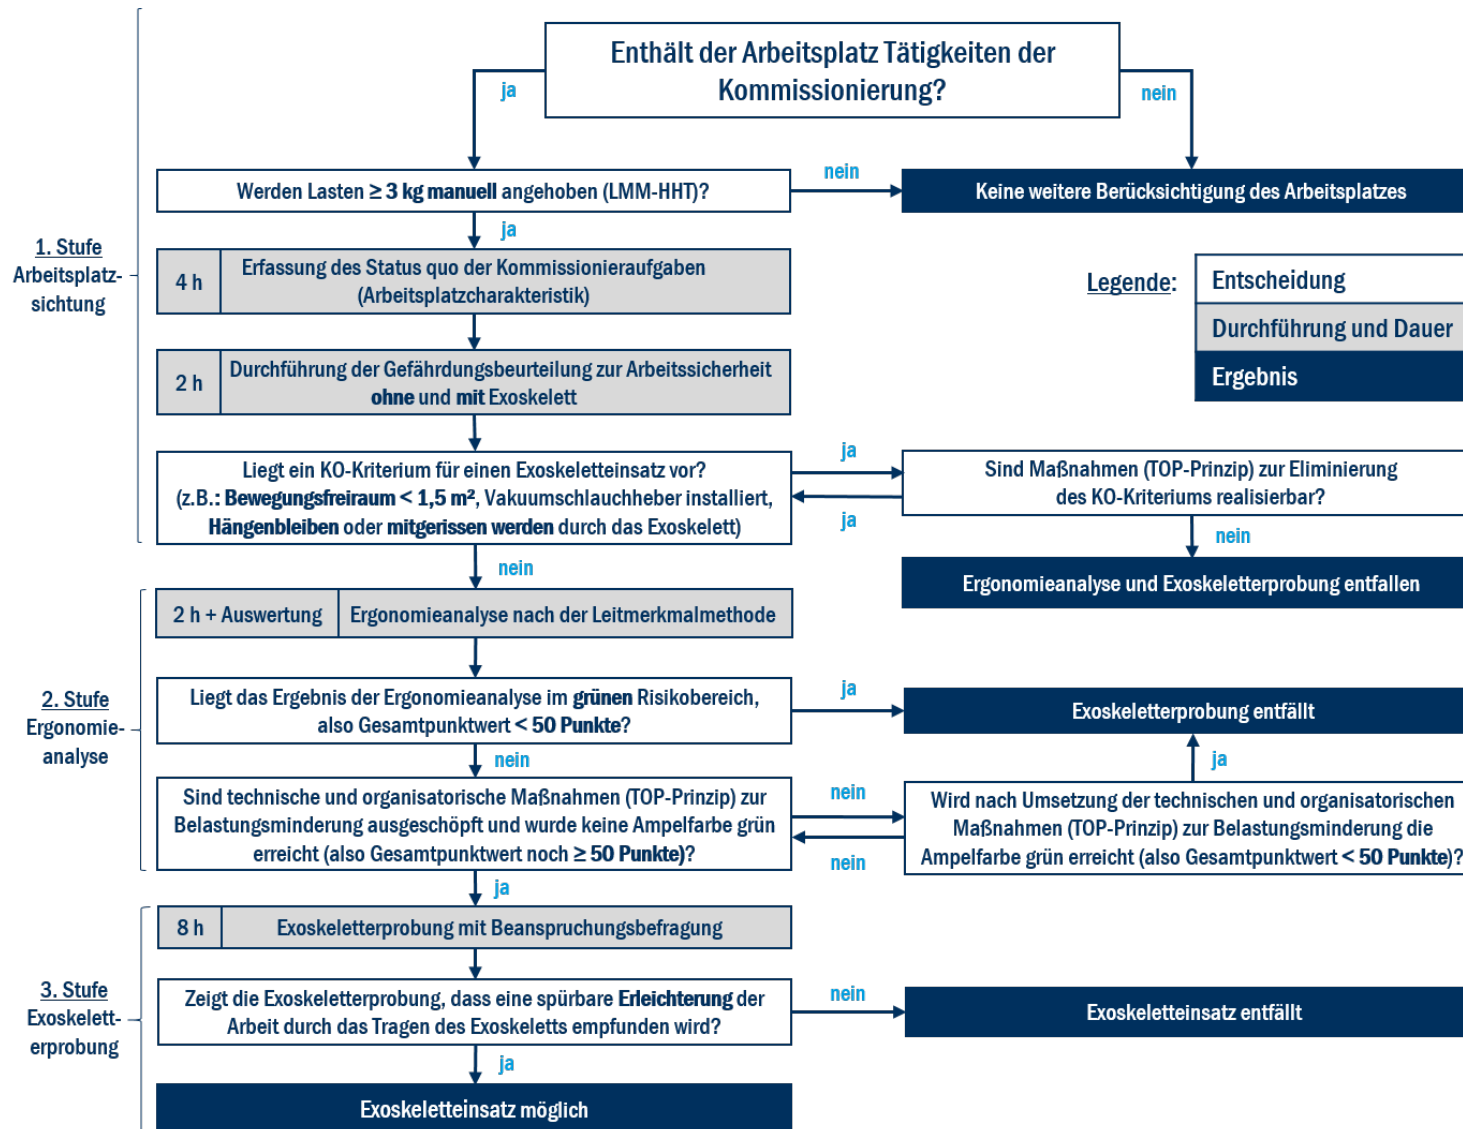 Enthält der Arbeitsplatz Tätigkeiten der
Kommissionierung?
ja
nein
Werden Lasten ≥ 3 kg manuell angehoben (LMM-HHT)?
nein
Keine weitere Berücksichtigung des Arbeitsplatzes
ja
1. Stufe
Arbeitsplatz-
sichtung
4 h
Erfassung des Status quo der Kommissionieraufgaben
(Arbeitsplatzcharakteristik)
Legende:
Entscheidung
Durchführung und Dauer
Ergebnis
2 h
Durchführung der Gefährdungsbeurteilung zur Arbeitssicherheit
ohne und mit Exoskelett
Liegt ein KO-Kriterium für einen Exoskeletteinsatz vor?
(z.B.: Bewegungsfreiraum < 1,5 m², Vakuumschlauchheber installiert,
Hängenbleiben oder mitgerissen werden durch das Exoskelett)
ja
ja
Sind Maßnahmen (TOP-Prinzip) zur Eliminierung
des KO-Kriteriums realisierbar?
nein
nein
Ergonomieanalyse und Exoskeletterprobung entfallen
2. Stufe
Ergonomie-
analyse
2 h + Auswertung
Ergonomieanalyse nach der Leitmerkmalmethode
Liegt das Ergebnis der Ergonomieanalyse im grünen Risikobereich,
also Gesamtpunktwert < 50 Punkte?
ja
Exoskeletterprobung entfällt
nein
ja
Sind technische und organisatorische Maßnahmen (TOP-Prinzip) zur
Belastungsminderung ausgeschöpft und wurde keine Ampelfarbe grün
erreicht (also Gesamtpunktwert noch ≥ 50 Punkte)?
nein
nein
Wird nach Umsetzung der technischen und organisatorischen
Maßnahmen (TOP-Prinzip) zur Belastungsminderung die
Ampelfarbe grün erreicht (also Gesamtpunktwert < 50 Punkte)?
ja
3. Stufe
Exoskelett-
erprobung
8 h
Exoskeletterprobung mit Beanspruchungsbefragung
Zeigt die Exoskeletterprobung, dass eine spürbare Erleichterung der
Arbeit durch das Tragen des Exoskeletts empfunden wird?
nein
Exoskeletteinsatz entfällt
ja
Exoskeletteinsatz möglich